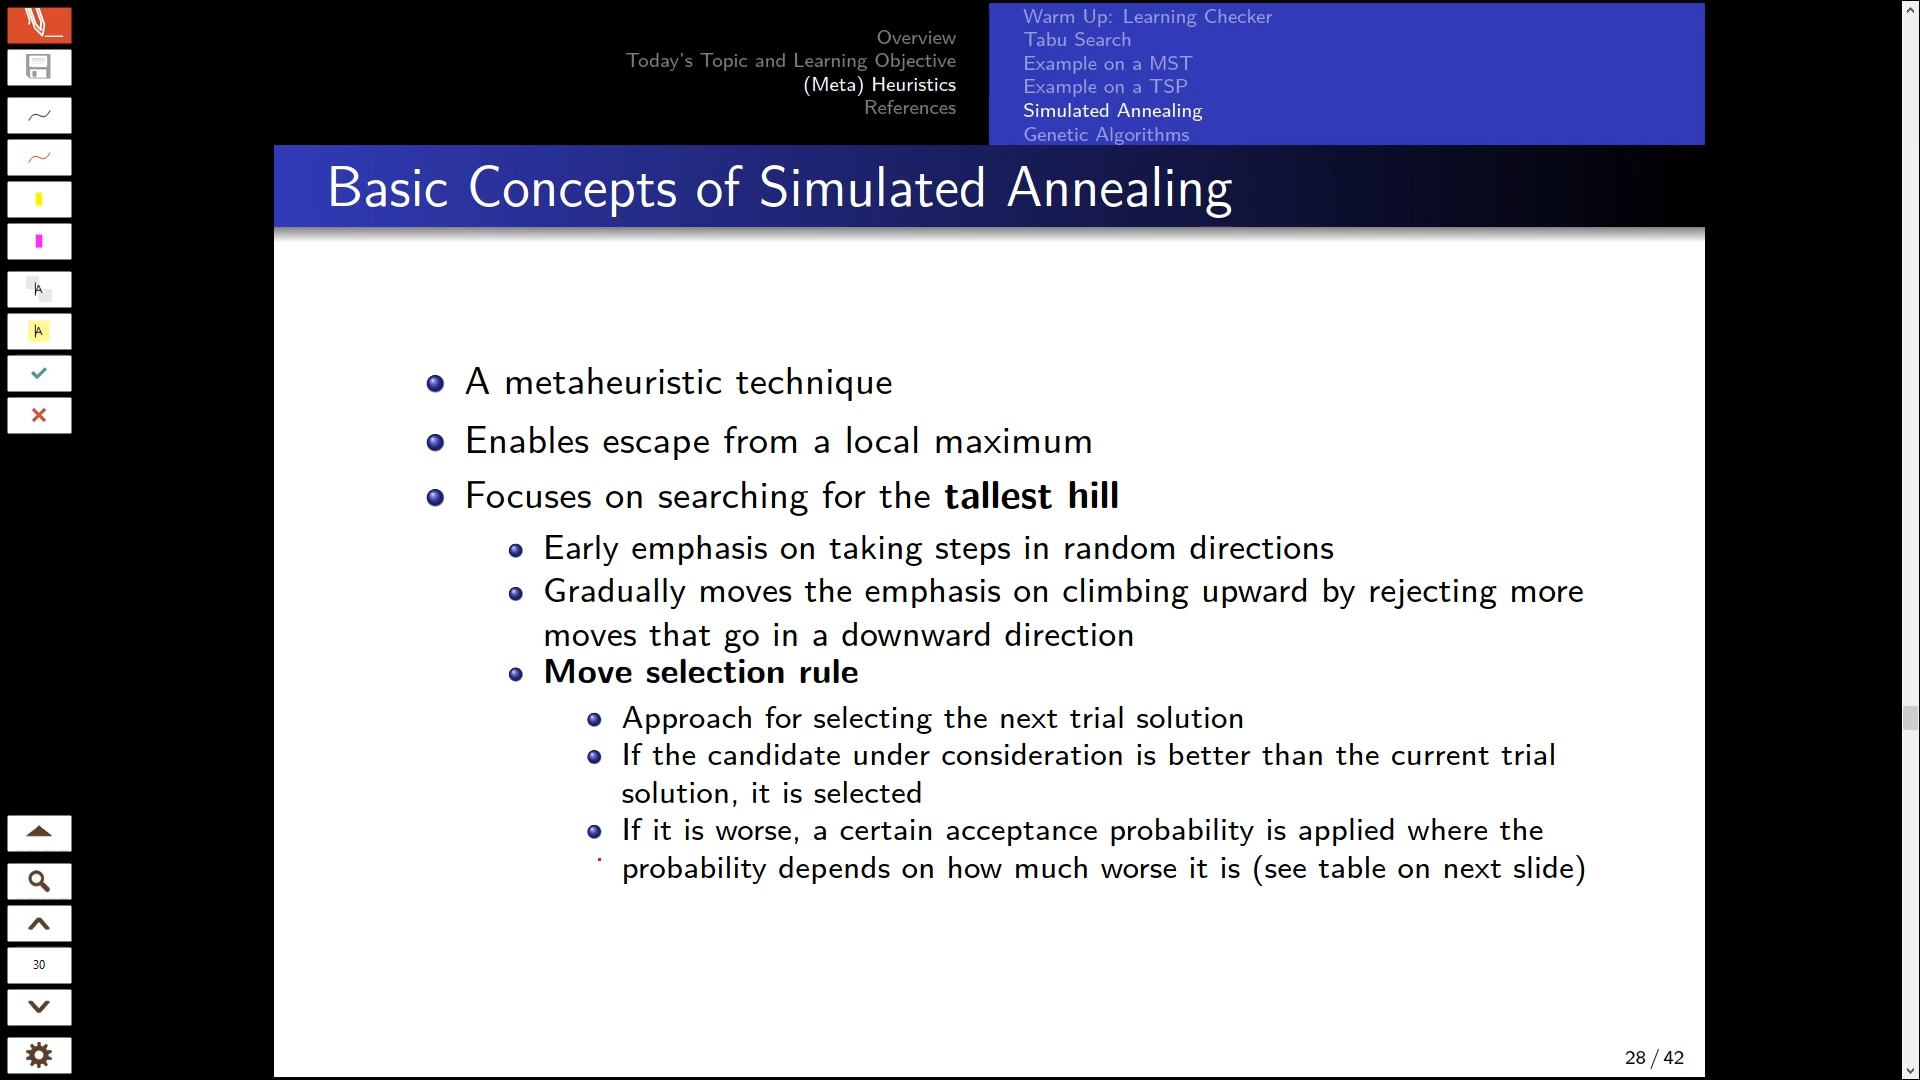 Overview
Today's Topic and Learning Objective
(Meta) Heuristics
References
Warm Up: Learning Checker
Tabu Search
Example on a MST
Example on a TSP
Simulated Annealing
Genetic Algorithms
Basic Concepts of Simulated Annealing
A metaheuristic technique
Enables escape from a local maximum
Focuses on searching for the tallest hill
Early emphasis on taking steps in random directions
Gradually moves the emphasis on climbing upward by rejecting more
moves that go in a downward direction
Move selection rule
Approach for selecting the next trial solution
If the candidate under consideration is better than the current trial
solution, it is selected
If it is worse, a certain acceptance probability is applied where the
probability depends on how much worse it is (see table on next slide)
28 / 42
A
A
30